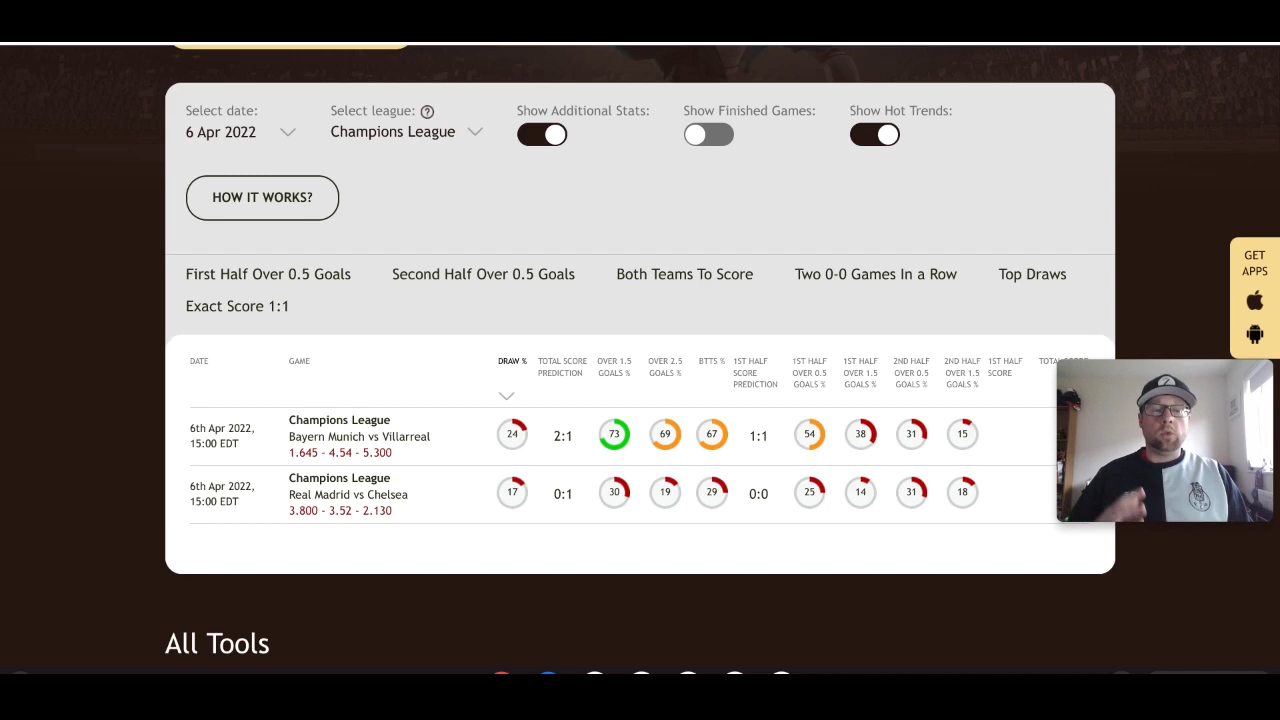 Select date:
Select league:
Show Additional Stats:
Show Finished Games:
Show Hot Trends:
6 Apr 2022
Champions League
HOW IT WORKS?
GET
APPS
First Half Over 0.5 Goals
Second Half Over 0.5 Goals
Both Teams To Score
Two 0-0 Games In a Row
Top Draws
Exact Score 1:1
DATE
GAME
DRAW %
TOTAL SCORE
PREDICTION
OVER 1.5
GOALS %
OVER 2.5
GOALS %
BTTS %
1ST HALF
SCORE
PREDICTION
1ST HALF
OVER 0.5
GOALS %
1ST HALF
OVER 1.5
GOALS %
2ND HALF
OVER 0.5
GOALS %
2ND HALF
OVER 1.5
GOALS %
1ST HALF
SCORE
TOTAL SCORE
6th Apr 2022,
15:00 EDT
Champions League
Bayern Munich vs Villarreal
1.645 - 4.54 - 5.300
24
2:1
73
69
67
1:1
54
38
31
15
6th Apr 2022,
15:00 EDT
Champions League
Real Madrid vs Chelsea
3.800 - 3.52 - 2.130
17
0:1
30
19
29
0:0
25
14
31
18
All Tools